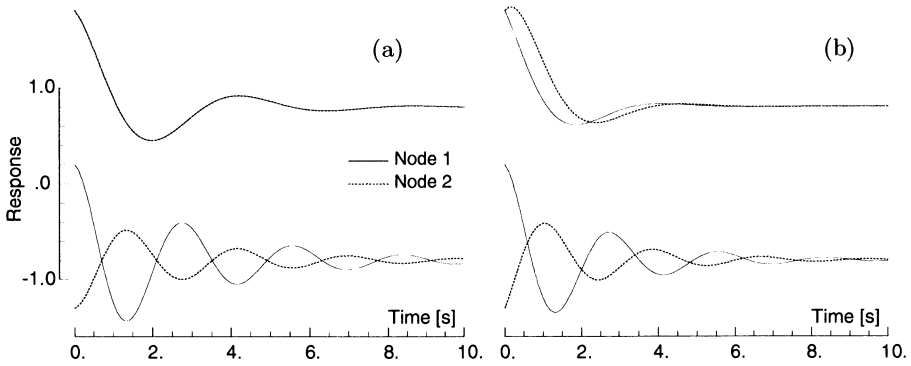 (a)
(b)
1.0
Response
Node 1
.0
Node 2
-1.0
Time [s]
Time [s]
0. 2. 4. 6. 8. 10.
0. 2. 4. 6. 8. 10.